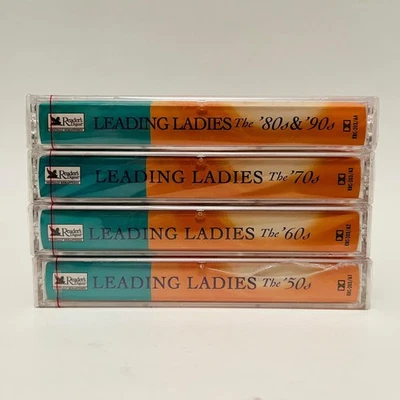 Reader's
Digest
LEADING LADIES The '80s & '90s
Reader's
Digest
LEADING LADIES The '70s
Reader's
Digest
LEADING LADIES The '60s
Reader's
Digest
LEADING LADIES The '50s